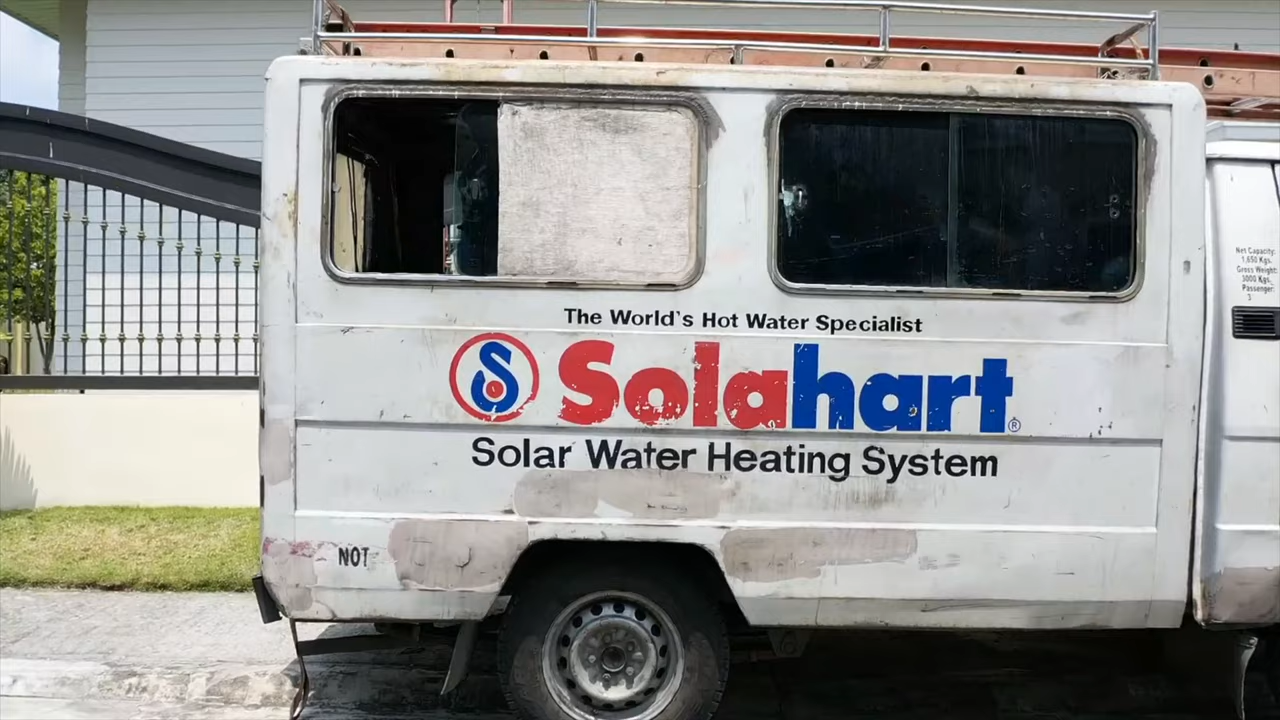 The World's Hot Water Specialist
Solahart®
Solar Water Heating System
NOT
Net Capacity:
1,650 Kgs.
Gross Weight:
3000 Kgs.
Passenger:
3